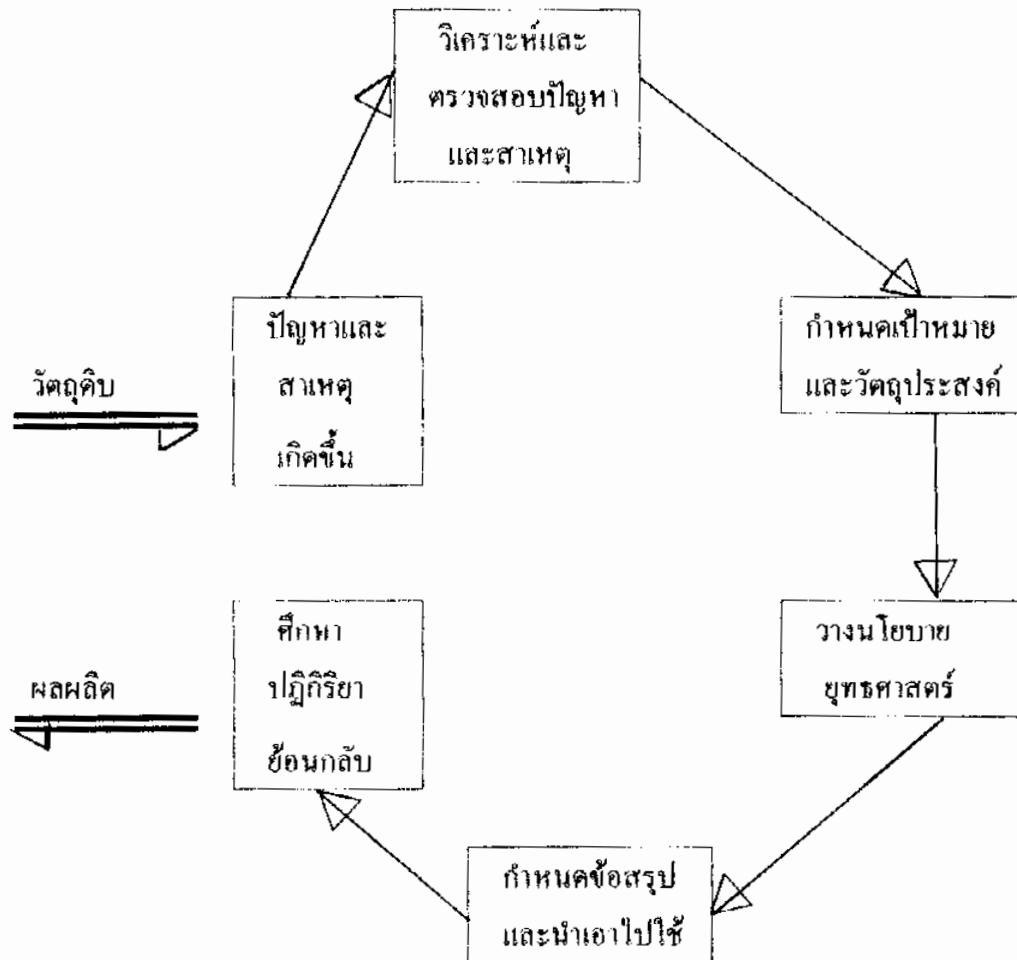 วิเคราะห์และ
ตรวจสอบปัญหา
และสาเหตุ
ปัญหาและ
สาเหตุ
เกิดขึ้น
วัตถุดิบ
กำหนดเป้าหมาย
และวัตถุประสงค์
วางนโยบาย
ยุทธศาสตร์
กำหนดข้อสรุป
และนำเอาไปใช้
ศึกษา
ปฏิกิริยา
ย้อนกลับ
ผลผลิต